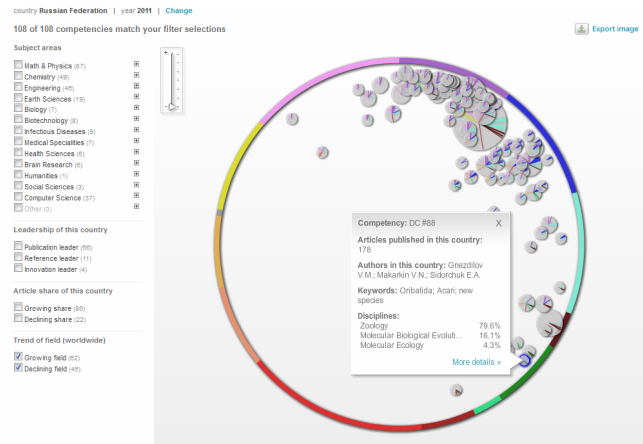 country Russian Federation | year 2011 | Change
108 of 108 competencies match your filter selections
Export image
Subject areas
Math & Physics (87)
Chemistry (49)
Engineering (46)
Earth Sciences (19)
Biology (7)
Biotechnology (8)
Infectious Diseases (9)
Medical Specialities (7)
Health Sciences (6)
Brain Research (6)
Humanities (1)
Social Sciences (3)
Computer Science (37)
Other (0)
Leadership of this country
Publication leader (66)
Reference leader (11)
Innovation leader (4)
Article share of this country
Growing share (86)
Declining share (22)
Trend of field (worldwide)
Growing field (62)
Declining field (46)
Competency: DC #88 X
Articles published in this country:
178
Authors in this country: Gnezdilov
V.M.; Makarkin V.N.; Sidorchuk E.A.
Keywords: Oribatida; Acari; new
species
Disciplines:
Zoology 79.6%
Molecular Biological Evoluti... 16.1%
Molecular Ecology 4.3%
More details »